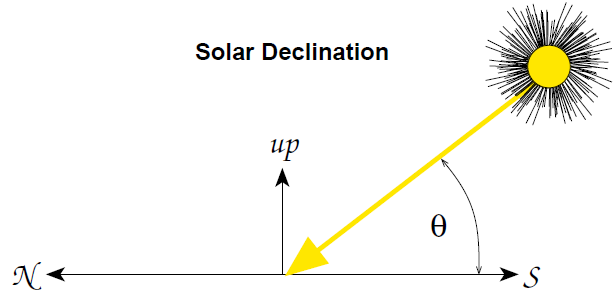 Solar Declination
up
θ
N
S